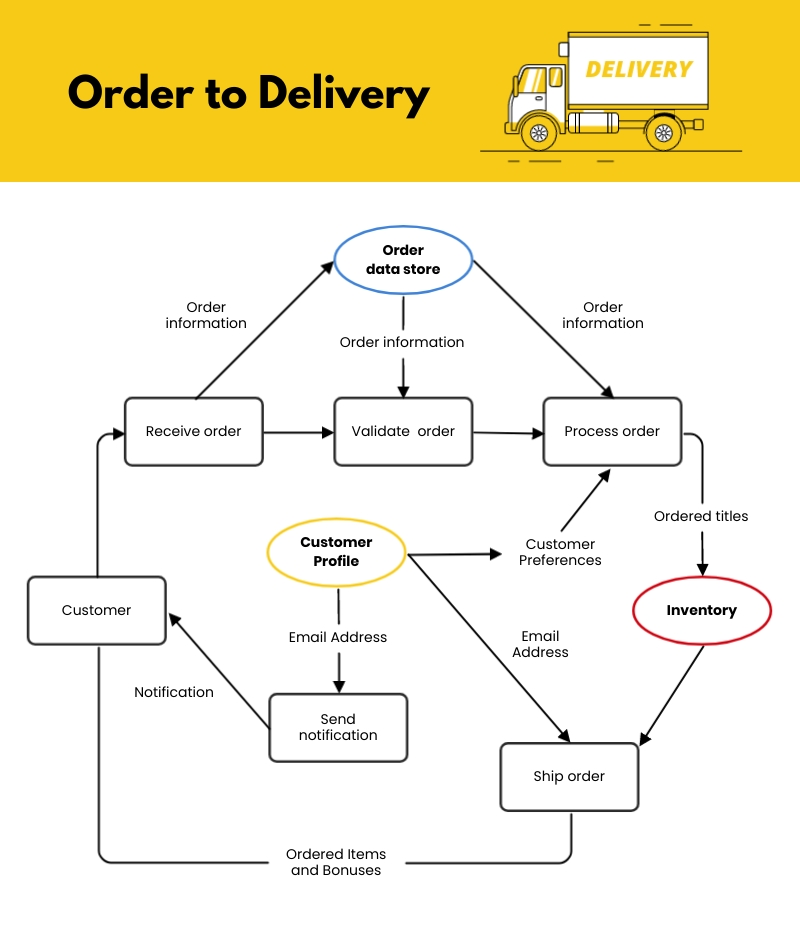 Order to Delivery
DELIVERY
Order
data store
Order
information
Order
information
Order information
Receive order
Validate  order
Process order
Ordered titles
Customer
Profile
Customer
Preferences
Customer
Inventory
Email Address
Email
Address
Notification
Send
notification
Ship order
Ordered Items
and Bonuses